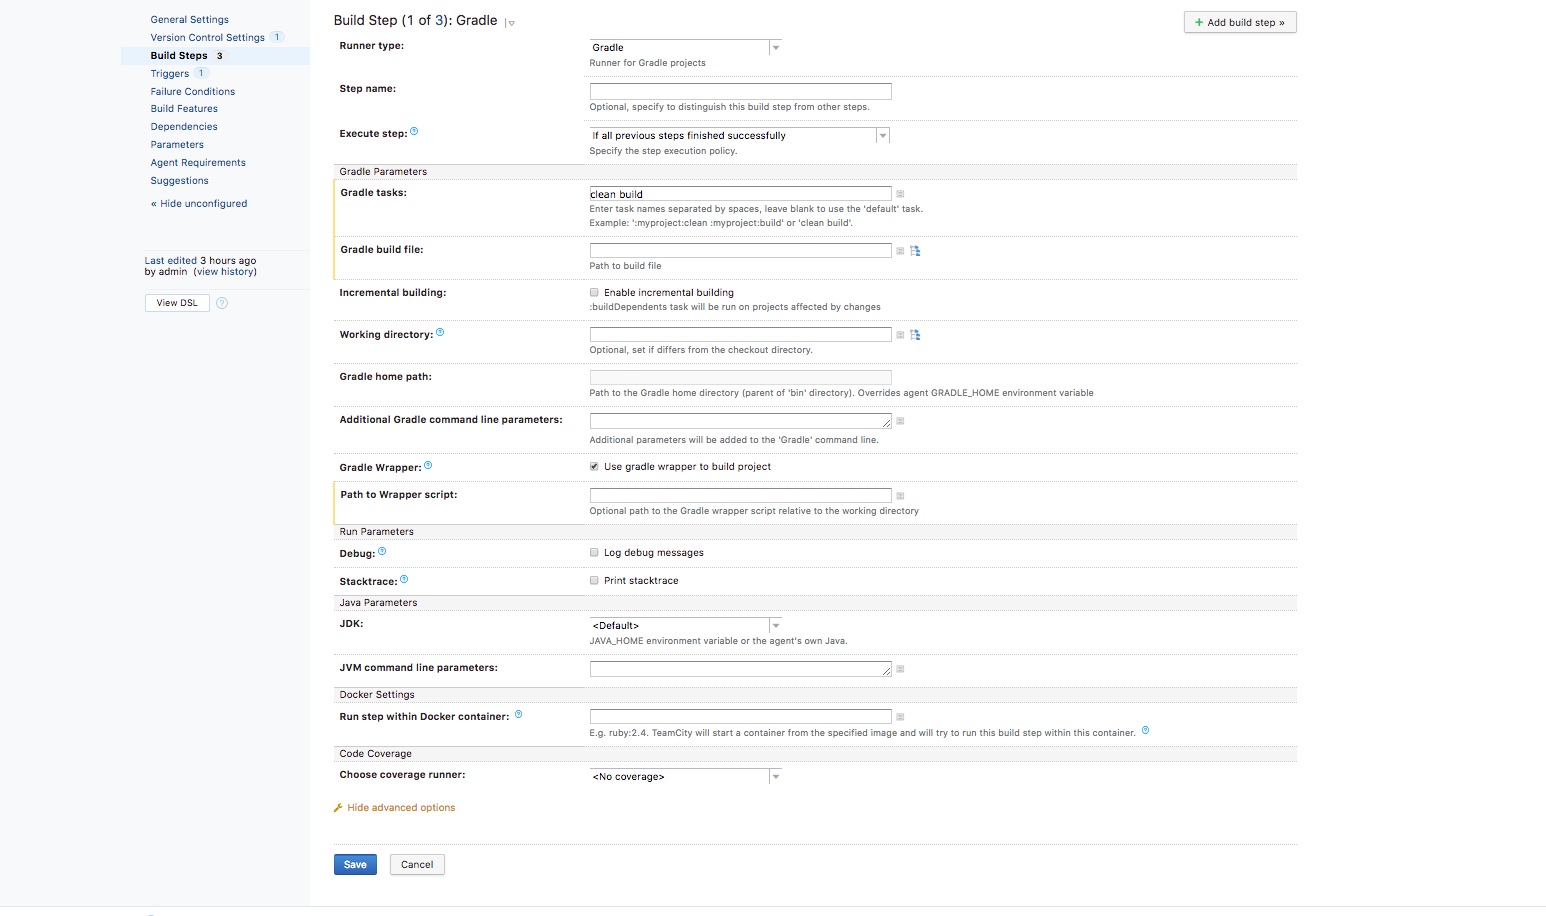 General Settings
Version Control Settings 1
Build Steps 3
Triggers 1
Failure Conditions
Build Features
Dependencies
Parameters
Agent Requirements
Suggestions
« Hide unconfigured
Last edited 3 hours ago
by admin (view history)
View DSL ?
Build Step (1 of 3): Gradle
+ Add build step »
Runner type:
Gradle
Runner for Gradle projects
Step name:
Optional, specify to distinguish this build step from other steps.
Execute step: ?
If all previous steps finished successfully
Specify the step execution policy.
Gradle Parameters
Gradle tasks:
clean build
Enter task names separated by spaces, leave blank to use the 'default' task.
Example: ':myproject:clean :myproject:build' or 'clean build'.
Gradle build file:
Path to build file
Incremental building:
Enable incremental building
:buildDependents task will be run on projects affected by changes
Working directory: ?
Optional, set if differs from the checkout directory.
Gradle home path:
Path to the Gradle home directory (parent of 'bin' directory). Overrides agent GRADLE_HOME environment variable
Additional Gradle command line parameters:
Additional parameters will be added to the 'Gradle' command line.
Gradle Wrapper: ?
Use gradle wrapper to build project
Path to Wrapper script:
Optional path to the Gradle wrapper script relative to the working directory
Run Parameters
Debug: ?
Log debug messages
Stacktrace: ?
Print stacktrace
Java Parameters
JDK:
<Default>
JAVA_HOME environment variable or the agent's own Java.
JVM command line parameters:
Docker Settings
Run step within Docker container: ?
E.g. ruby:2.4. TeamCity will start a container from the specified image and will try to run this build step within this container. ?
Code Coverage
Choose coverage runner:
<No coverage>
Hide advanced options
Save
Cancel